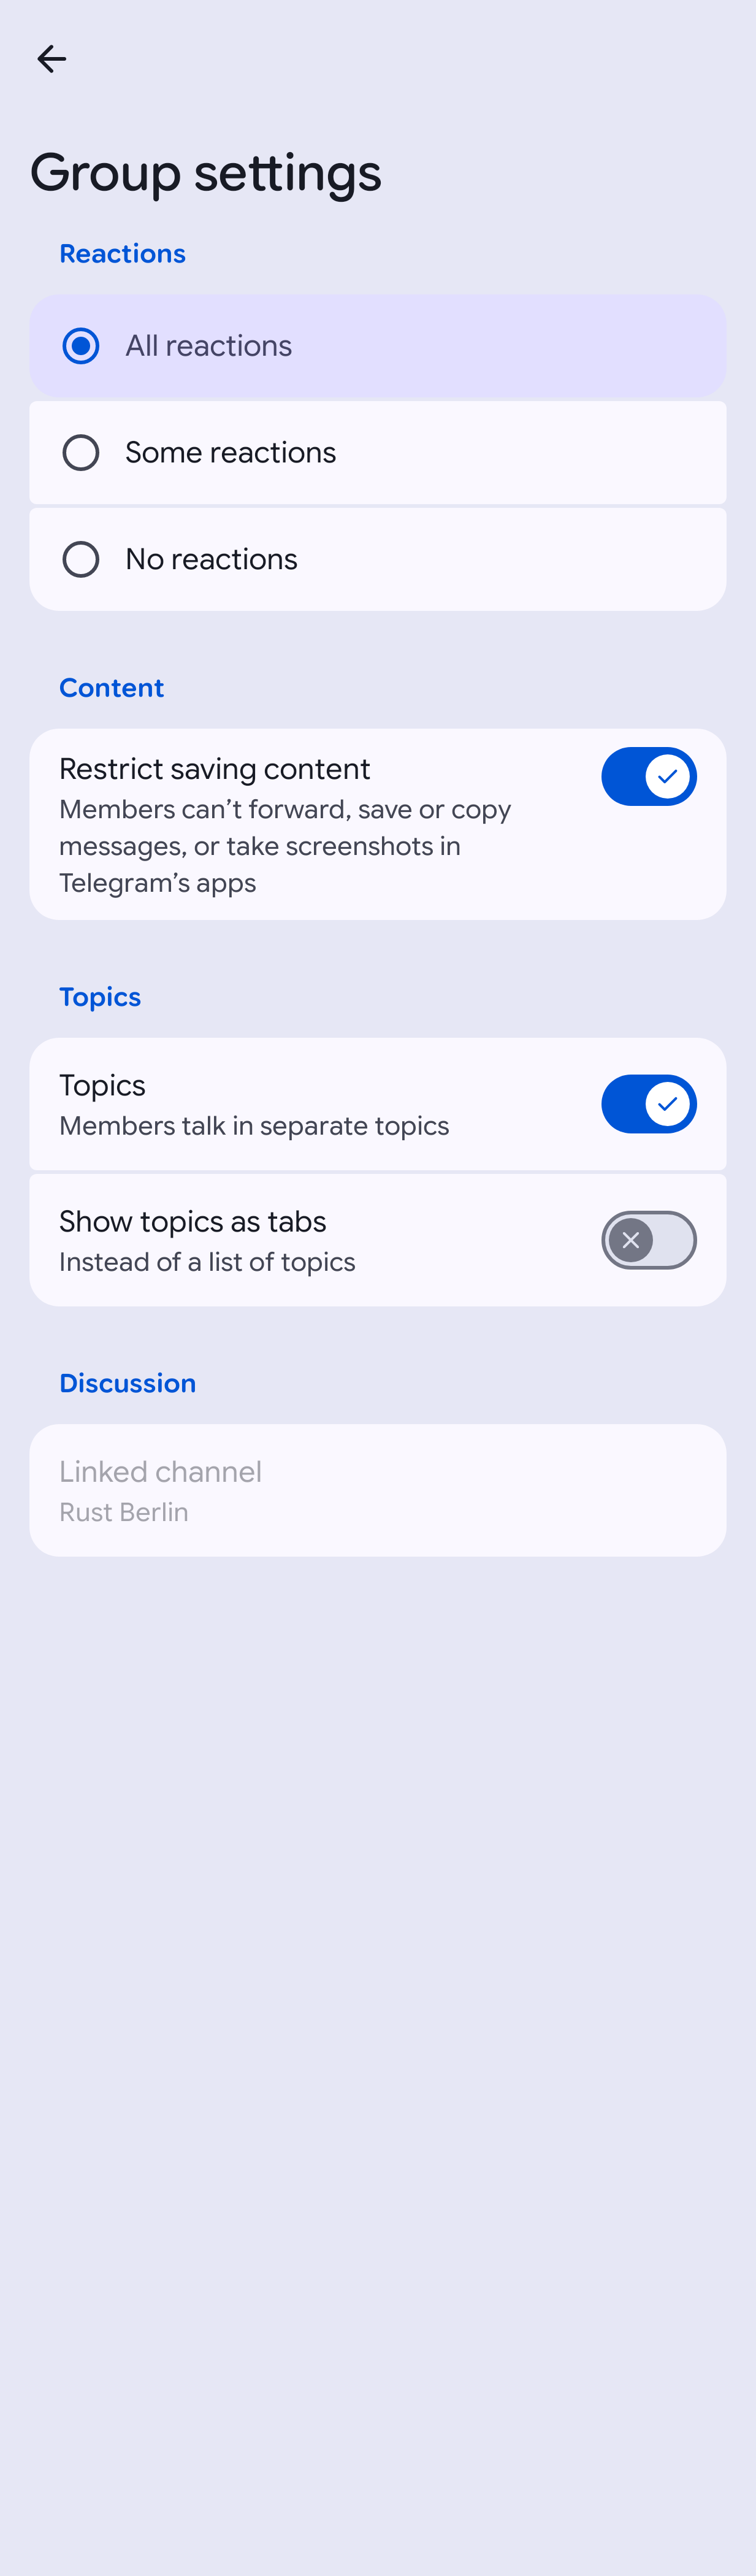 Group settings
Reactions
All reactions
Some reactions
No reactions
Content
Restrict saving content
Members can’t forward, save or copy
messages, or take screenshots in
Telegram’s apps
Topics
Topics
Members talk in separate topics
Show topics as tabs
Instead of a list of topics
Discussion
Linked channel
Rust Berlin